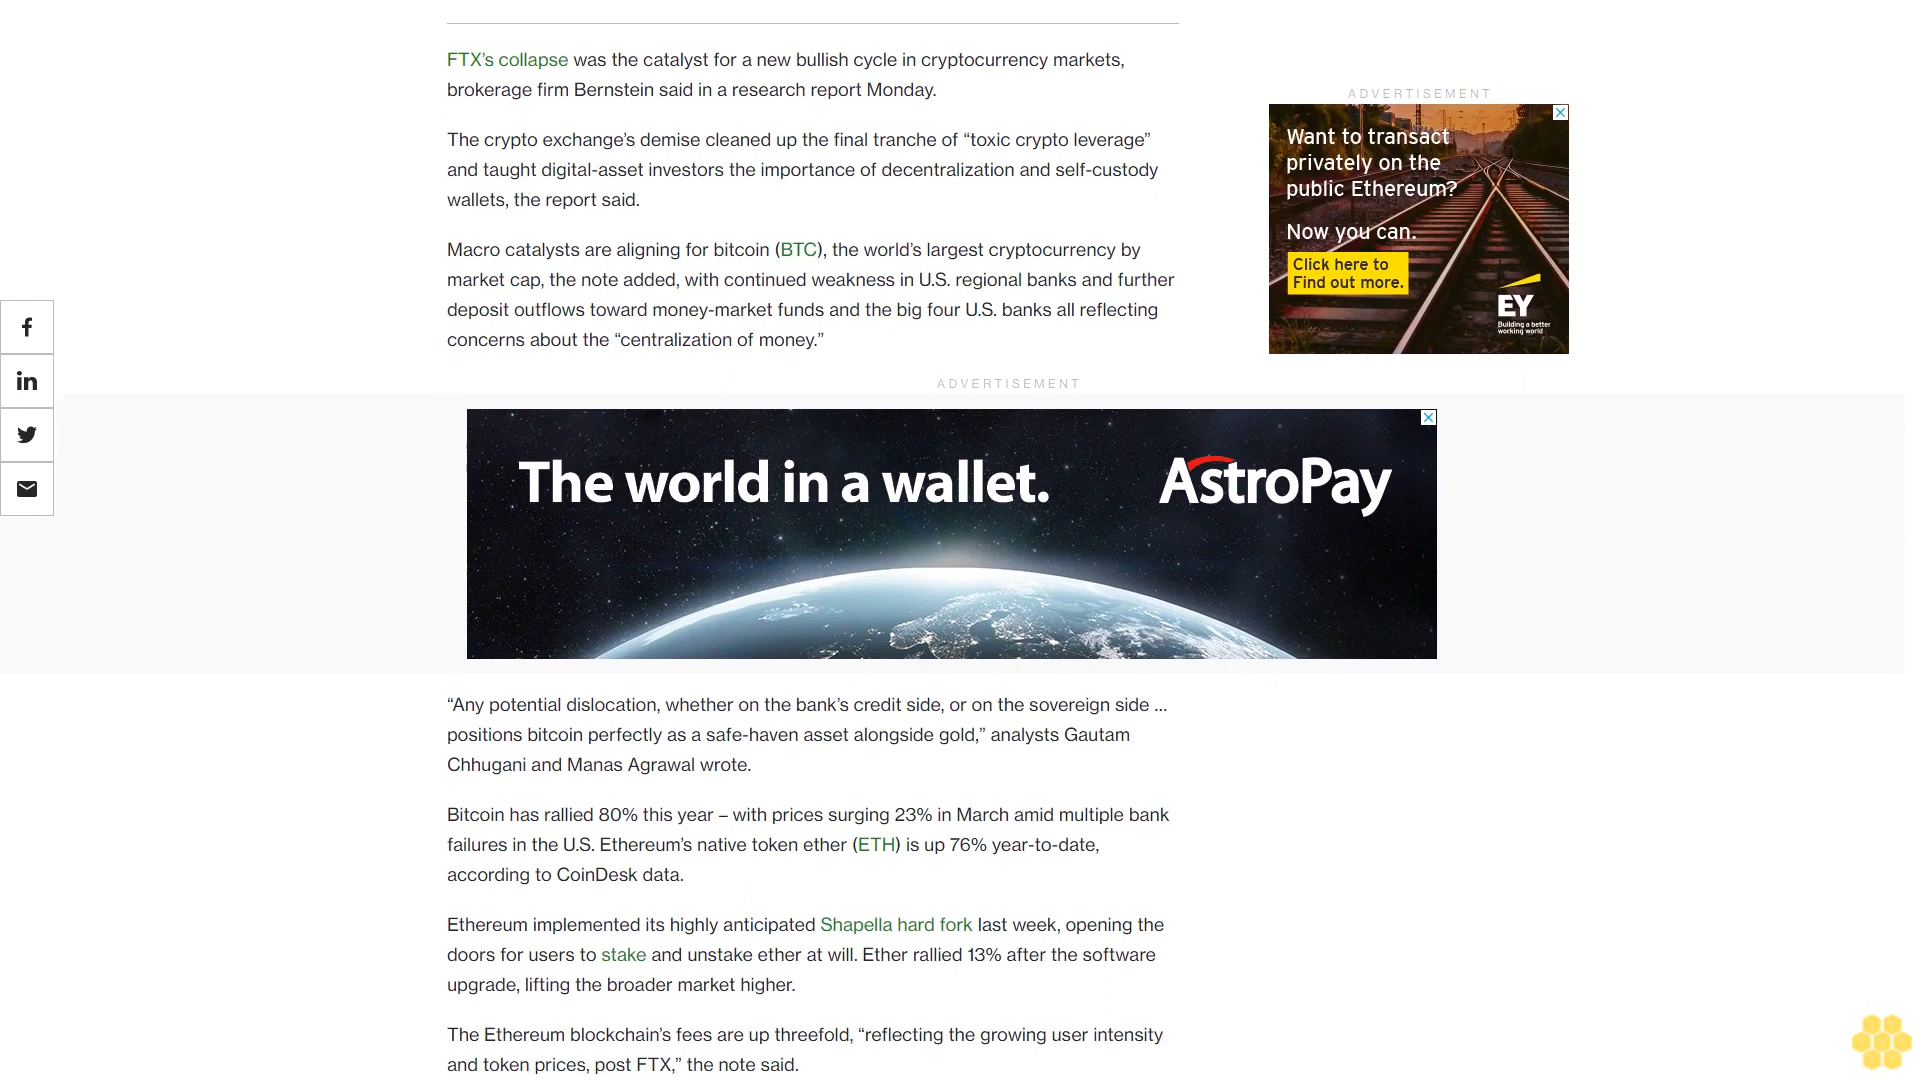 FTX’s collapse was the catalyst for a new bullish cycle in cryptocurrency markets,
brokerage firm Bernstein said in a research report Monday.
The crypto exchange’s demise cleaned up the final tranche of “toxic crypto leverage”
and taught digital-asset investors the importance of decentralization and self-custody
wallets, the report said.
Macro catalysts are aligning for bitcoin (BTC), the world’s largest cryptocurrency by
market cap, the note added, with continued weakness in U.S. regional banks and further
deposit outflows toward money-market funds and the big four U.S. banks all reflecting
concerns about the “centralization of money.”
ADVERTISEMENT
Want to transact
privately on the
public Ethereum?
Now you can.
Click here to
Find out more.
EY
Building a better
working world
ADVERTISEMENT
The world in a wallet.
AstroPay
“Any potential dislocation, whether on the bank’s credit side, or on the sovereign side ...
positions bitcoin perfectly as a safe-haven asset alongside gold,” analysts Gautam
Chhugani and Manas Agrawal wrote.
Bitcoin has rallied 80% this year – with prices surging 23% in March amid multiple bank
failures in the U.S. Ethereum’s native token ether (ETH) is up 76% year-to-date,
according to CoinDesk data.
Ethereum implemented its highly anticipated Shapella hard fork last week, opening the
doors for users to stake and unstake ether at will. Ether rallied 13% after the software
upgrade, lifting the broader market higher.
The Ethereum blockchain’s fees are up threefold, “reflecting the growing user intensity
and token prices, post FTX,” the note said.